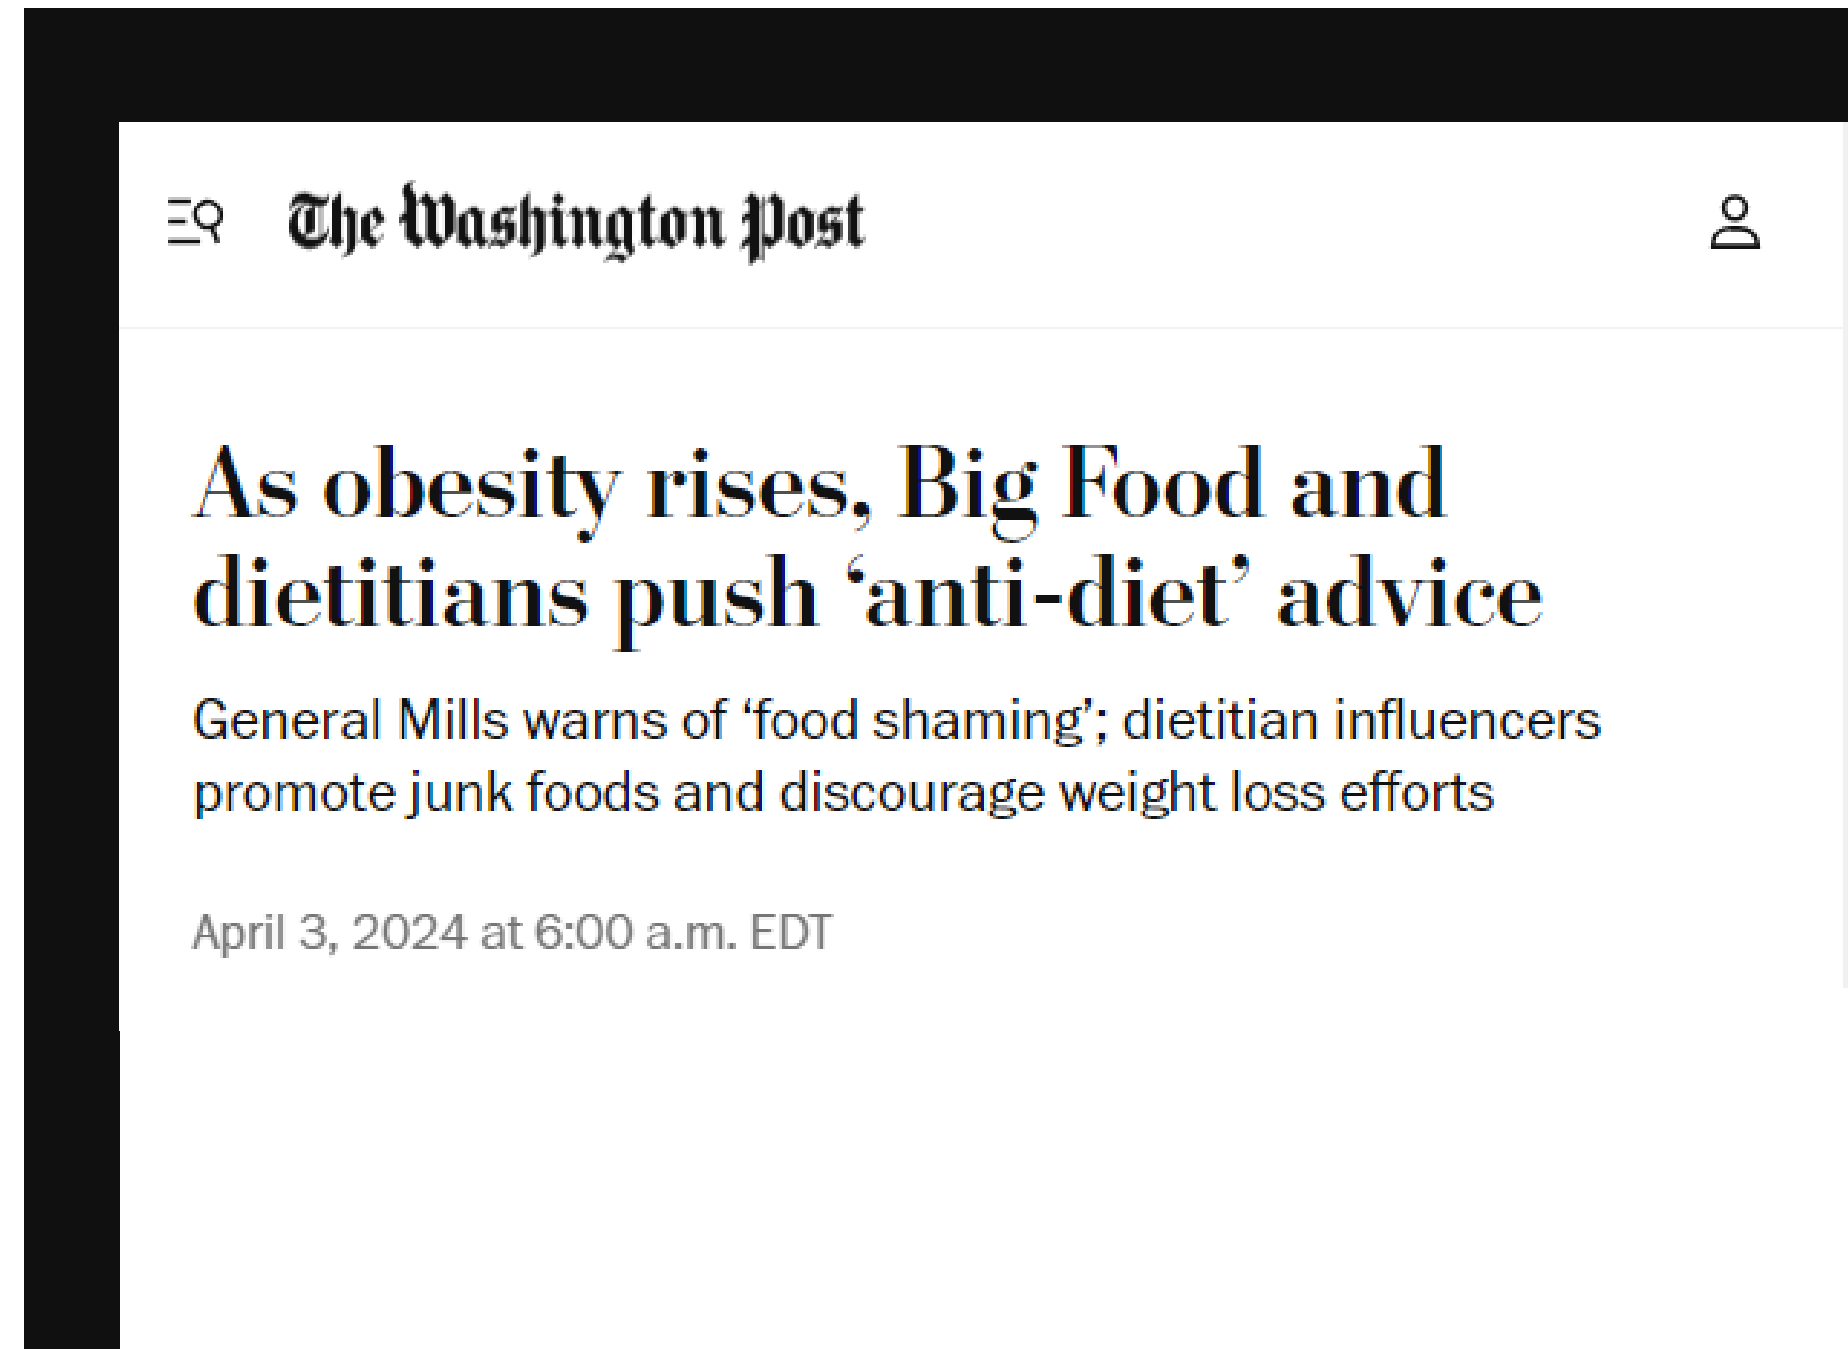 The Washington Post
As obesity rises, Big Food and
dietitians push ‘anti-diet’ advice
General Mills warns of ‘food shaming’; dietitian influencers
promote junk foods and discourage weight loss efforts
April 3, 2024 at 6:00 a.m. EDT